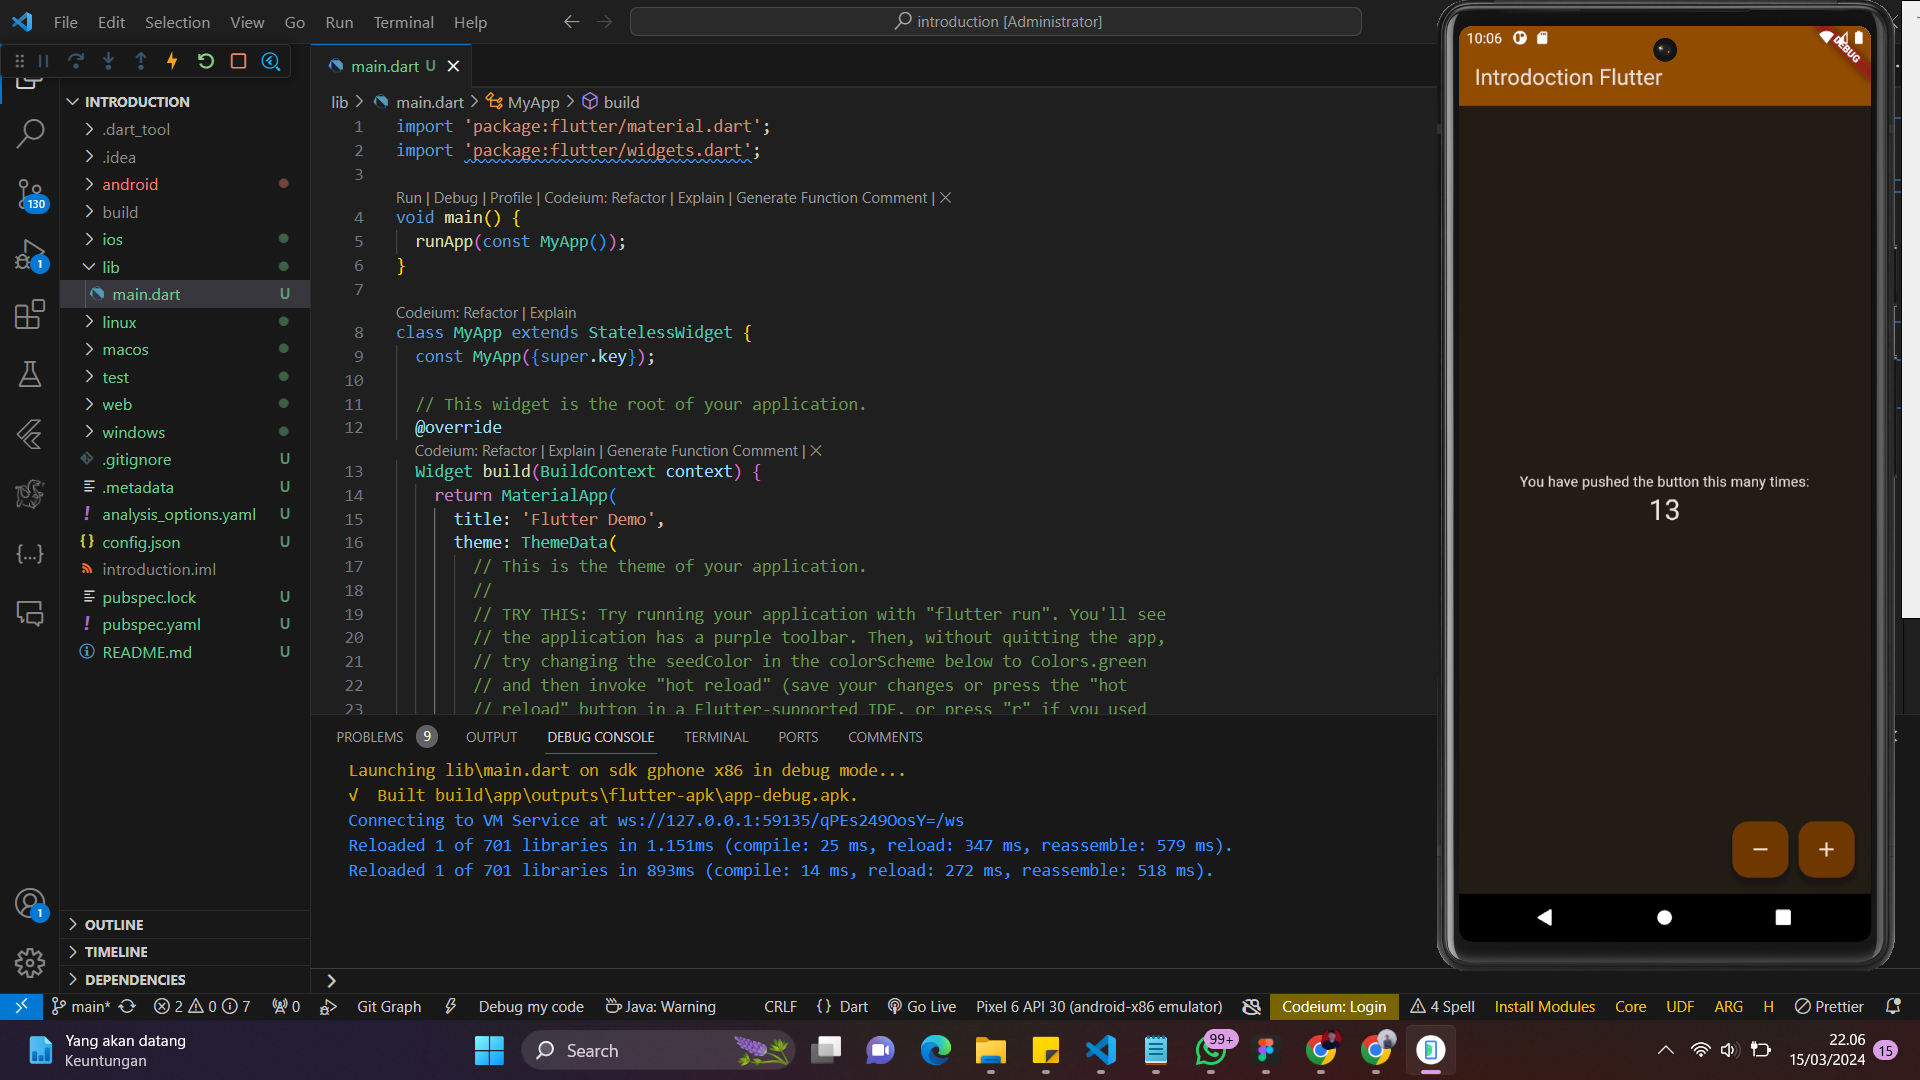 File Edit Selection View Go Run Terminal Help
introduction [Administrator]
main.dart U
INTRODUCTION
.dart_tool
.idea
android
build
ios
lib
main.dart U
linux
macos
test
web
windows
.gitignore U
.metadata U
analysis_options.yaml U
config.json U
introduction.iml
pubspec.lock U
pubspec.yaml U
README.md U
OUTLINE
TIMELINE
DEPENDENCIES
130
1
1
lib > main.dart > MyApp > build
1 import 'package:flutter/material.dart';
2 import 'package:flutter/widgets.dart';
3
Run | Debug | Profile | Codeium: Refactor | Explain | Generate Function Comment | ×
4 void main() {
5 runApp(const MyApp());
6 }
7
Codeium: Refactor | Explain
8 class MyApp extends StatelessWidget {
9 const MyApp({super.key});
10
11 // This widget is the root of your application.
12 @override
Codeium: Refactor | Explain | Generate Function Comment | ×
13 Widget build(BuildContext context) {
14 return MaterialApp(
15 title: 'Flutter Demo',
16 theme: ThemeData(
17 // This is the theme of your application.
18 //
19 // TRY THIS: Try running your application with "flutter run". You'll see
20 // the application has a purple toolbar. Then, without quitting the app,
21 // try changing the seedColor in the colorScheme below to Colors.green
22 // and then invoke "hot reload" (save your changes or press the "hot
23 // reload" button in a Flutter-supported IDE, or press "r" if you used
PROBLEMS 9 OUTPUT DEBUG CONSOLE TERMINAL PORTS COMMENTS
Launching lib\main.dart on sdk gphone x86 in debug mode...
√ Built build\app\outputs\flutter-apk\app-debug.apk.
Connecting to VM Service at ws://127.0.0.1:59135/qPEs249OosY=/ws
Reloaded 1 of 701 libraries in 1.151ms (compile: 25 ms, reload: 347 ms, reassemble: 579 ms).
Reloaded 1 of 701 libraries in 893ms (compile: 14 ms, reload: 272 ms, reassemble: 518 ms).
10:06
DEBUG
Introdoction Flutter
You have pushed the button this many times:
13
− +
main* 2 0 7 0 Git Graph Debug my code Java: Warning CRLF {} Dart Go Live Pixel 6 API 30 (android-x86 emulator) Codeium: Login 4 Spell Install Modules Core UDF ARG H Prettier
Yang akan datang
Keuntungan
Search
99+
22.06
15/03/2024
15